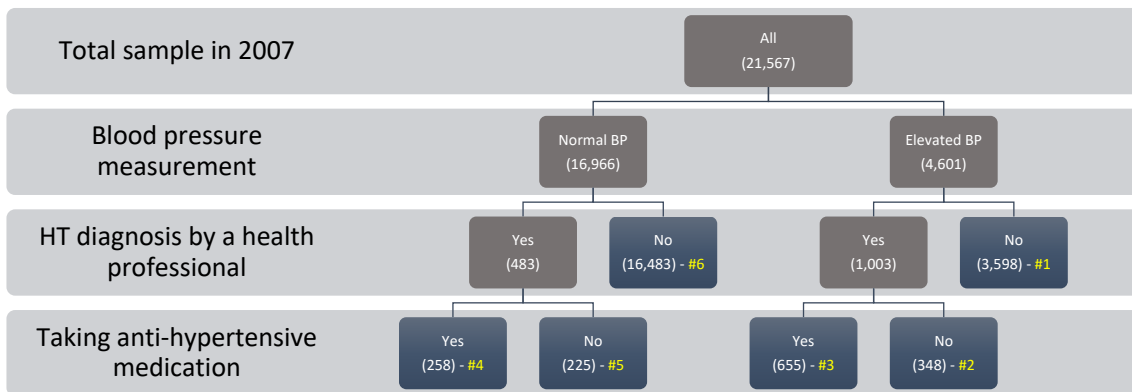 Total sample in 2007
All
(21,567)
Blood pressure
measurement
Normal BP
(16,966)
Elevated BP
(4,601)
HT diagnosis by a health
professional
Yes
(483)
No
(16,483) - #6
Yes
(1,003)
No
(3,598) - #1
Taking anti-hypertensive
medication
Yes
(258) - #4
No
(225) - #5
Yes
(655) - #3
No
(348) - #2